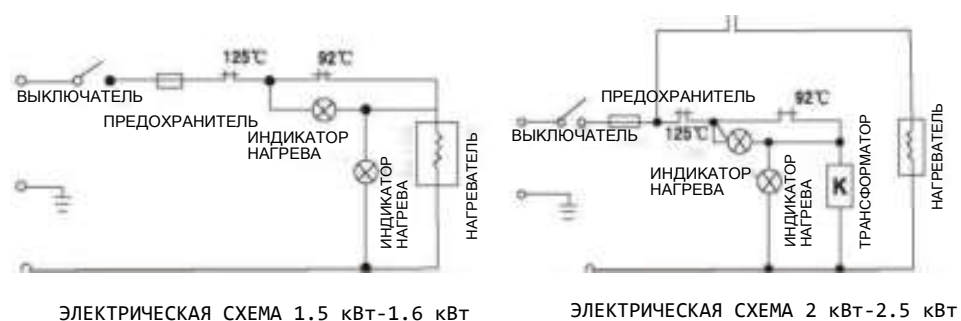 125℃
92℃
ВЫКЛЮЧАТЕЛЬ
ПРЕДОХРАНИТЕЛЬ
ИНДИКАТОР
НАГРЕВА
ИНДИКАТОР
НАГРЕВА
НАГРЕВАТЕЛЬ
ЭЛЕКТРИЧЕСКАЯ СХЕМА 1.5 кВт-1.6 кВт
ПРЕДОХРАНИТЕЛЬ
92℃
ВЫКЛЮЧАТЕЛЬ
125℃
ИНДИКАТОР
НАГРЕВА
ИНДИКАТОР
НАГРЕВА
K
ТРАНСФОРМАТОР
НАГРЕВАТЕЛЬ
ЭЛЕКТРИЧЕСКАЯ СХЕМА 2 кВт-2.5 кВт